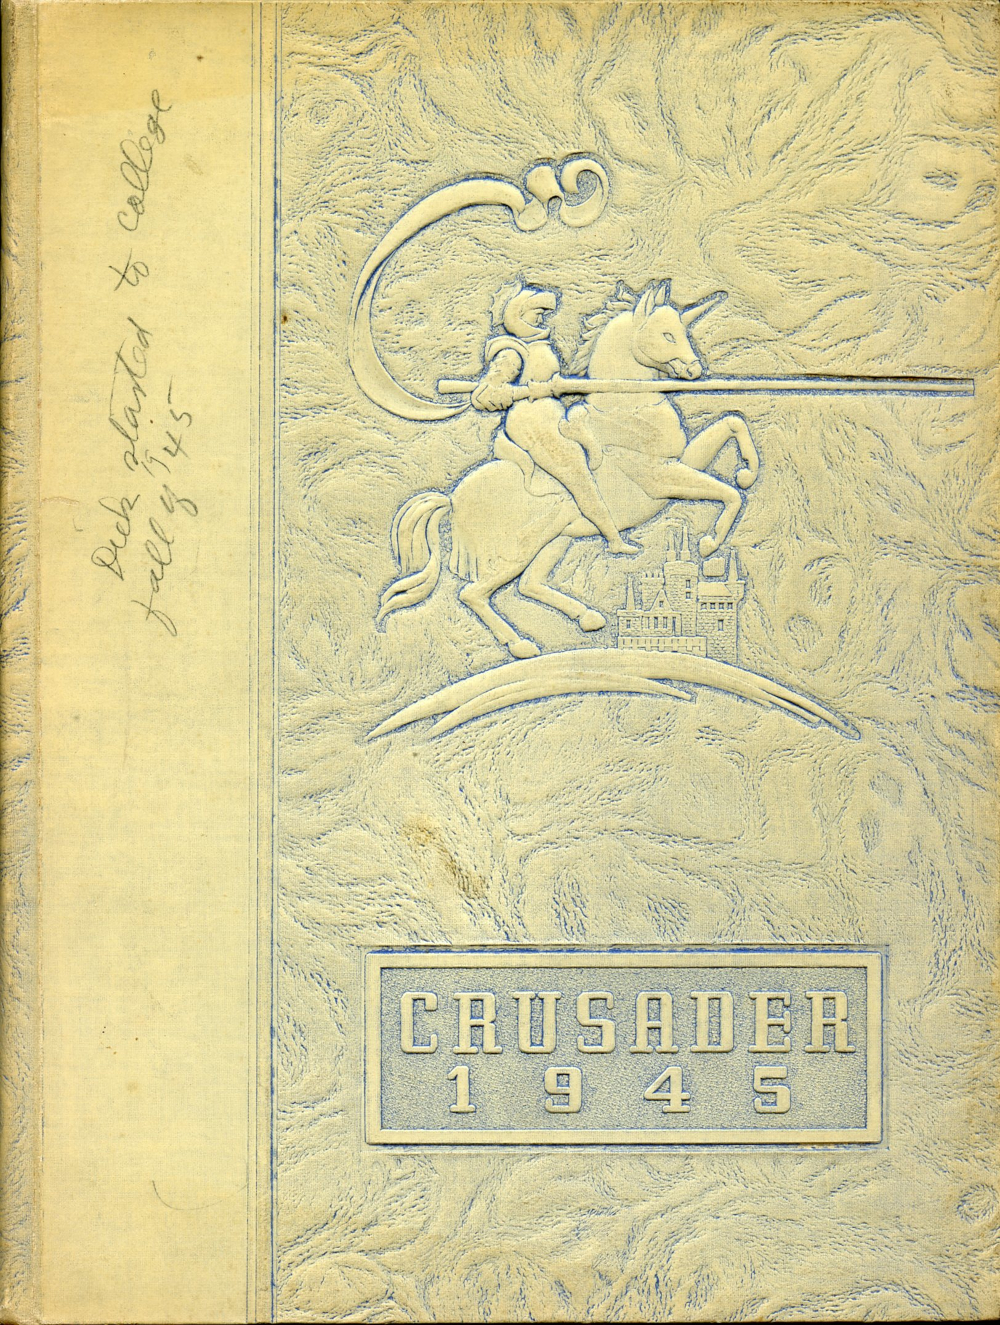 Dick started to college
fall of 1945
CRUSADER
1945